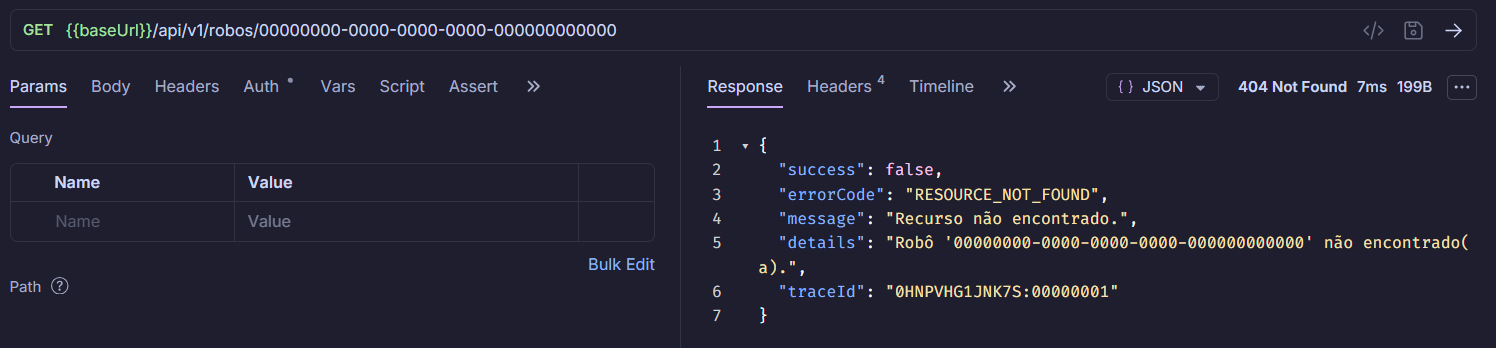 GET {{baseUrl}}/api/v1/robos/00000000-0000-0000-0000-000000000000
Params Body Headers Auth Vars Script Assert
Query
Name Value
Name Value
Bulk Edit
Path ?
Response Headers 4 Timeline { } JSON 404 Not Found 7ms 199B
1 {
2 "success": false,
3 "errorCode": "RESOURCE_NOT_FOUND",
4 "message": "Recurso não encontrado.",
5 "details": "Robô '00000000-0000-0000-0000-000000000000' não encontrado(
a).",
6 "traceId": "0HNPVHG1JNK7S:00000001"
7 }